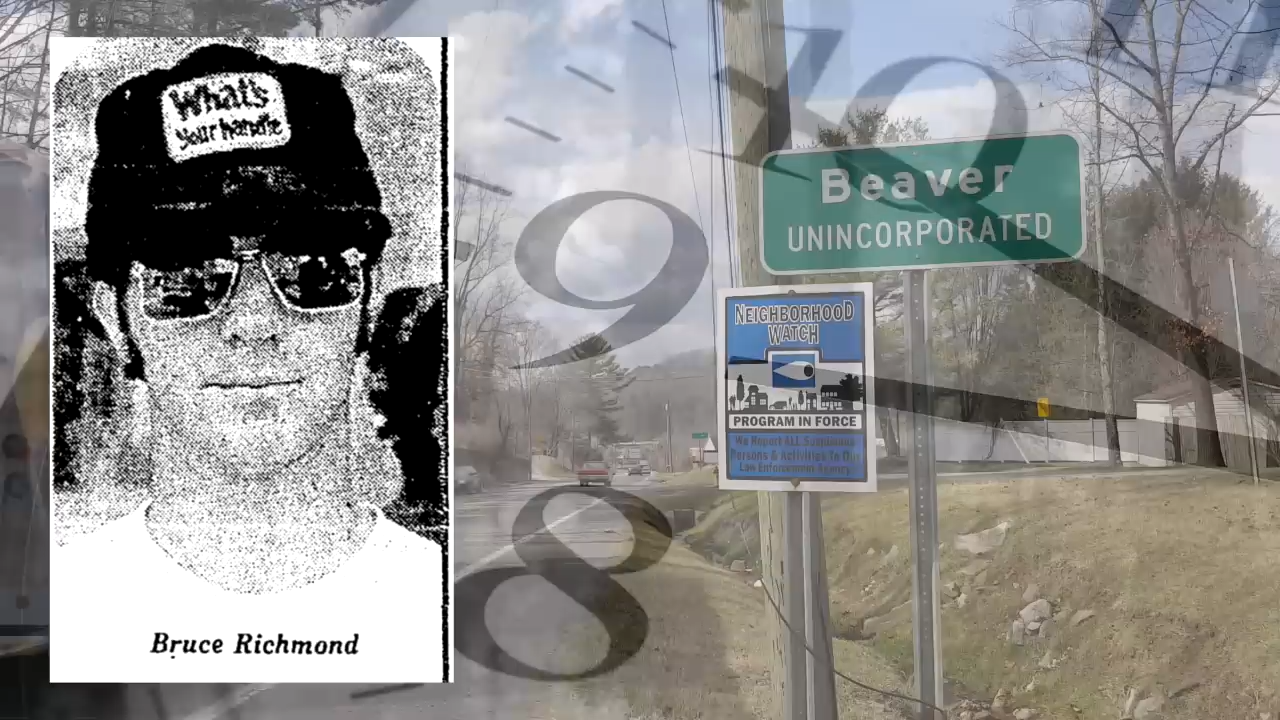 What's
your handle
Bruce Richmond
9
8
Beaver
UNINCORPORATED
NEIGHBORHOOD
WATCH
PROGRAM IN FORCE
We Report ALL Suspicious
Persons & Activities To Our
Law Enforcement Agency